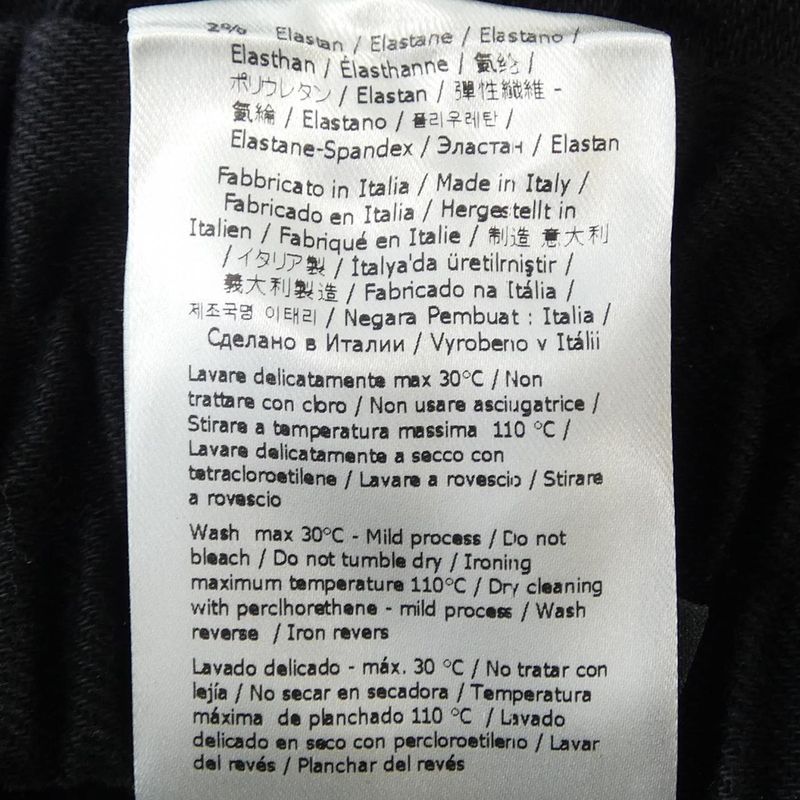 2% Elastan / Elastane / Elastano /
Elasthan / Élasthanne / 氨纶 /
ポリウレタン / Elastan / 彈性纖維 -
氨綸 / Elastano / 폴리우레탄 /
Elastane-Spandex / Эластан / Elastan
Fabbricato in Italia / Made in Italy /
Fabricado en Italia / Hergestellt in
Italien / Fabriqué en Italie / 制造 意大利
/ イタリア製 / İtalya'da üretilmiştir /
義大利製造 / Fabricado na Itália /
제조국명 이태리 / Negara Pembuat : Italia /
Сделано в Италии / Vyrobeno v Itálii
Lavare delicatamente max 30°C / Non
trattare con cloro / Non usare asciugatrice /
Stirare a temperatura massima 110 °C /
Lavare delicatamente a secco con
tetracloroetilene / Lavare a rovescio / Stirare
a rovescio
Wash max 30°C - Mild process / Do not
bleach / Do not tumble dry / Ironing
maximum temperature 110°C / Dry cleaning
with perclhorethene - mild process / Wash
reverse / Iron revers
Lavado delicado - máx. 30 °C / No tratar con
lejía / No secar en secadora / Temperatura
máxima de planchado 110 °C / Lavado
delicado en seco con percloroetileno / Lavar
del revés / Planchar del revés